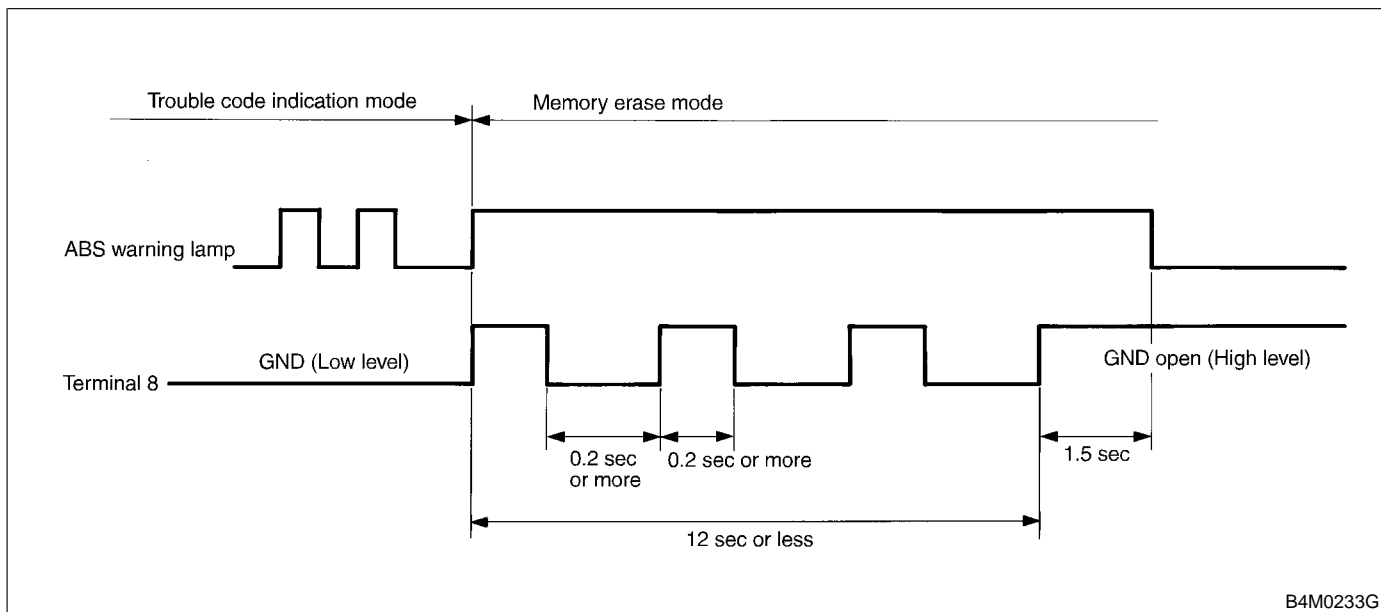 Trouble code indication mode
Memory erase mode
ABS warning lamp
GND (Low level)
GND open (High level)
Terminal 8
0.2 sec
or more
0.2 sec or more
1.5 sec
12 sec or less
B4M0233G